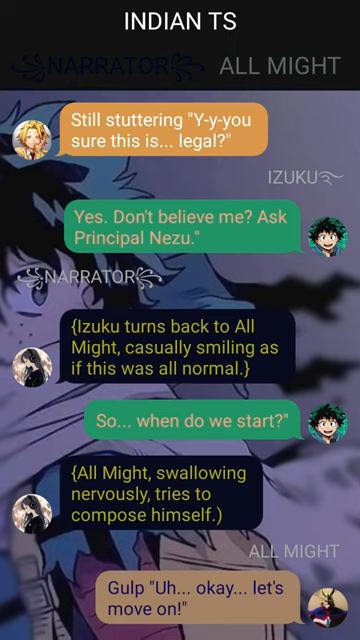 INDIAN TS
꧁NARRATOR꧂ ALL MIGHT
Still stuttering "Y-y-you
sure this is... legal?"
IZUKU࿐
Yes. Don't believe me? Ask
Principal Nezu."
꧁NARRATOR꧂
{Izuku turns back to All
Might, casually smiling as
if this was all normal.}
So... when do we start?"
{All Might, swallowing
nervously, tries to
compose himself.)
ALL MIGHT
Gulp "Uh... okay... let's
move on!"